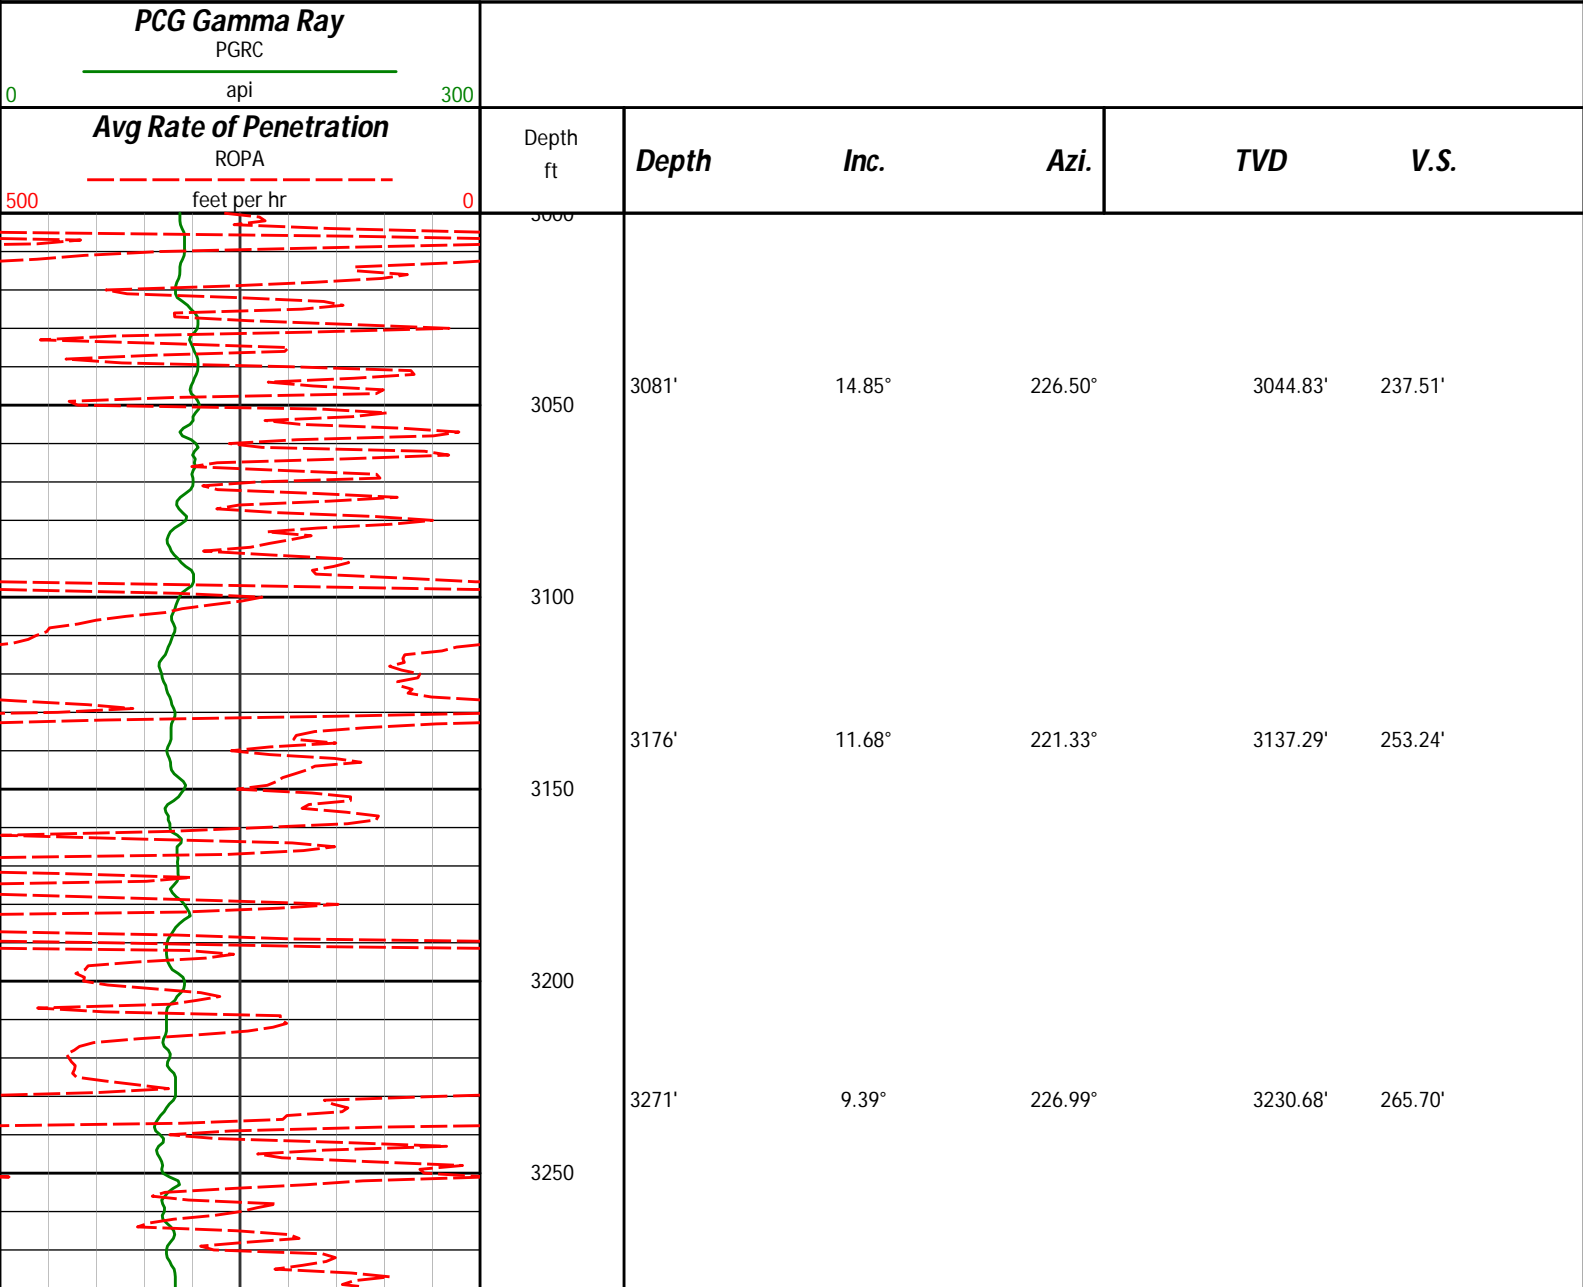 PCG Gamma Ray
PGRC
0 api 300
Avg Rate of Penetration
ROPA
500 feet per hr 0
Depth
ft
Depth Inc. Azi. TVD V.S.
3000
3081' 14.85° 226.50° 3044.83' 237.51'
3050
3100
3176' 11.68° 221.33° 3137.29' 253.24'
3150
3200
3271' 9.39° 226.99° 3230.68' 265.70'
3250